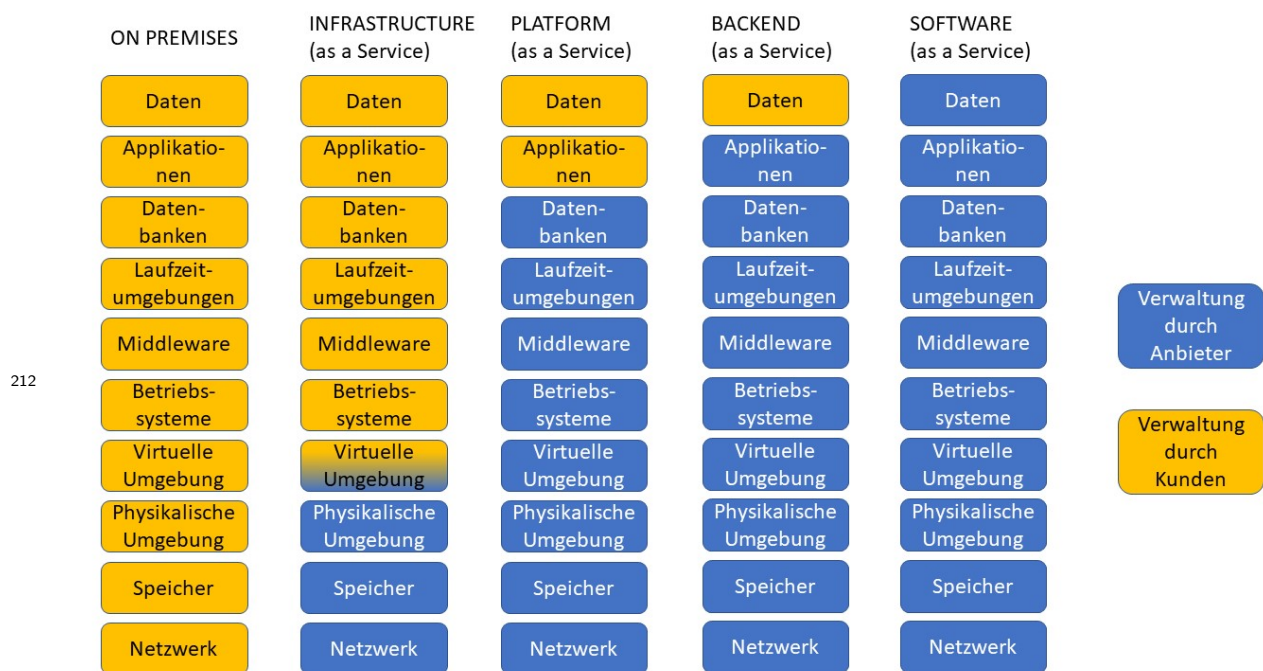 ON PREMISES
INFRASTRUCTURE
(as a Service)
PLATFORM
(as a Service)
BACKEND
(as a Service)
SOFTWARE
(as a Service)
Daten
Daten
Daten
Daten
Daten
Applikatio-
nen
Applikatio-
nen
Applikatio-
nen
Applikatio-
nen
Applikatio-
nen
Daten-
banken
Daten-
banken
Daten-
banken
Daten-
banken
Daten-
banken
Laufzeit-
umgebungen
Laufzeit-
umgebungen
Laufzeit-
umgebungen
Laufzeit-
umgebungen
Laufzeit-
umgebungen
Middleware
Middleware
Middleware
Middleware
Middleware
212
Betriebs-
systeme
Betriebs-
systeme
Betriebs-
systeme
Betriebs-
systeme
Betriebs-
systeme
Virtuelle
Umgebung
Virtuelle
Umgebung
Virtuelle
Umgebung
Virtuelle
Umgebung
Virtuelle
Umgebung
Physikalische
Umgebung
Physikalische
Umgebung
Physikalische
Umgebung
Physikalische
Umgebung
Physikalische
Umgebung
Speicher
Speicher
Speicher
Speicher
Speicher
Netzwerk
Netzwerk
Netzwerk
Netzwerk
Netzwerk
Verwaltung
durch
Anbieter
Verwaltung
durch
Kunden